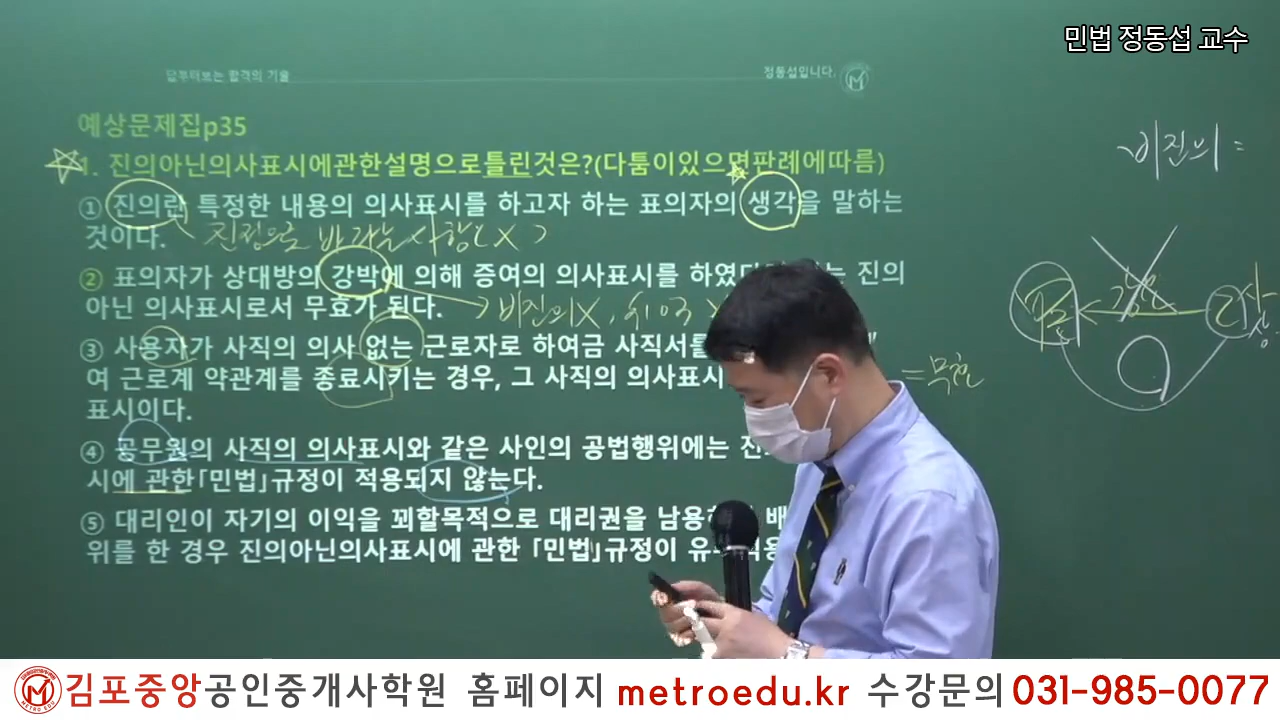 민법 정동섭 교수
답부터보는 합격의 기술
정동섭입니다.
예상문제집p35
1. 진의아닌의사표시에관한설명으로틀린것은?(다툼이있으면판례에따름)
① 진의란 특정한 내용의 의사표시를 하고자 하는 표의자의 생각을 말하는
것이다. 진정으로 바라는 사항(X)
② 표의자가 상대방의 강박에 의해 증여의 의사표시를 하였다 는 진의
아닌 의사표시로서 무효가 된다. 비진의X, 취
③ 사용자가 사직의 의사 없는 근로자로 하여금 사직서를
여 근로계 약관계를 종료시키는 경우, 그 사직의 의사표시 = 무효
표시이다.
④ 공무원의 사직의 의사표시와 같은 사인의 공법행위에는 진
시에 관한「민법」규정이 적용되지 않는다.
⑤ 대리인이 자기의 이익을 꾀할목적으로 대리권을 남용 배
위를 한 경우 진의아닌의사표시에 관한 「민법」규정이 유
비진의 =
METRO EDU
김포중앙공인중개사학원 홈페이지 metroedu.kr 수강문의 031-985-0077